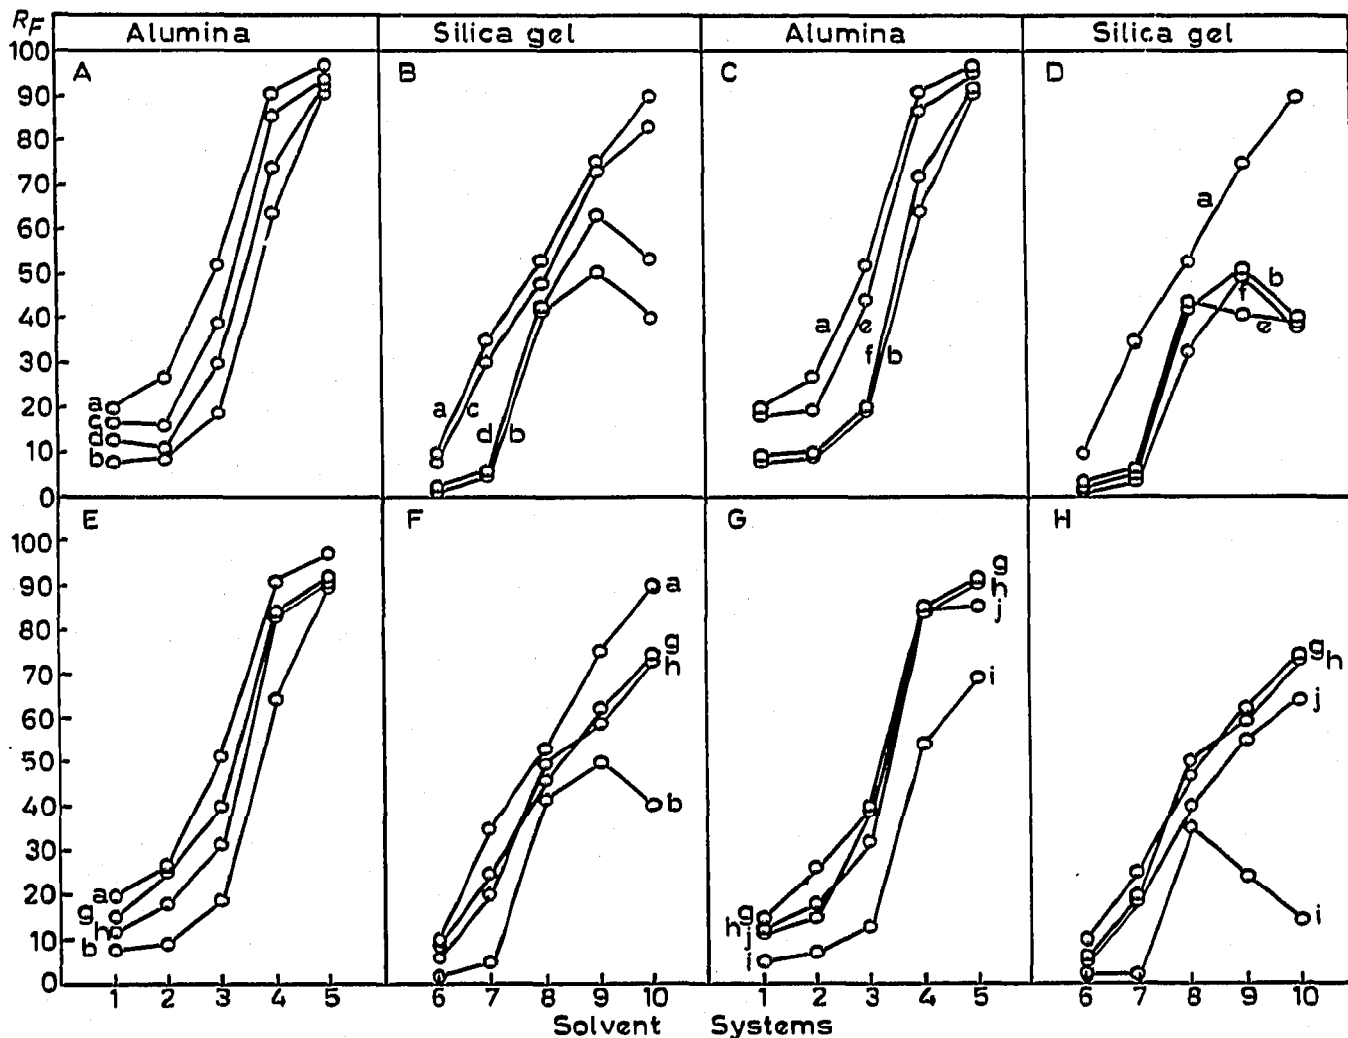 RF Alumina Silica gel Alumina Silica gel
100
A B C D
90
80
70
60
50
40
30
20
10
0
a c d b
a c d b
a e f b
a b f e
E F G H
100
90
80
70
60
50
40
30
20
10
0
a g h b
a g h b
g h j i
g h j i
g h j i
1 2 3 4 5 6 7 8 9 10 1 2 3 4 5 6 7 8 9 10
Solvent Systems